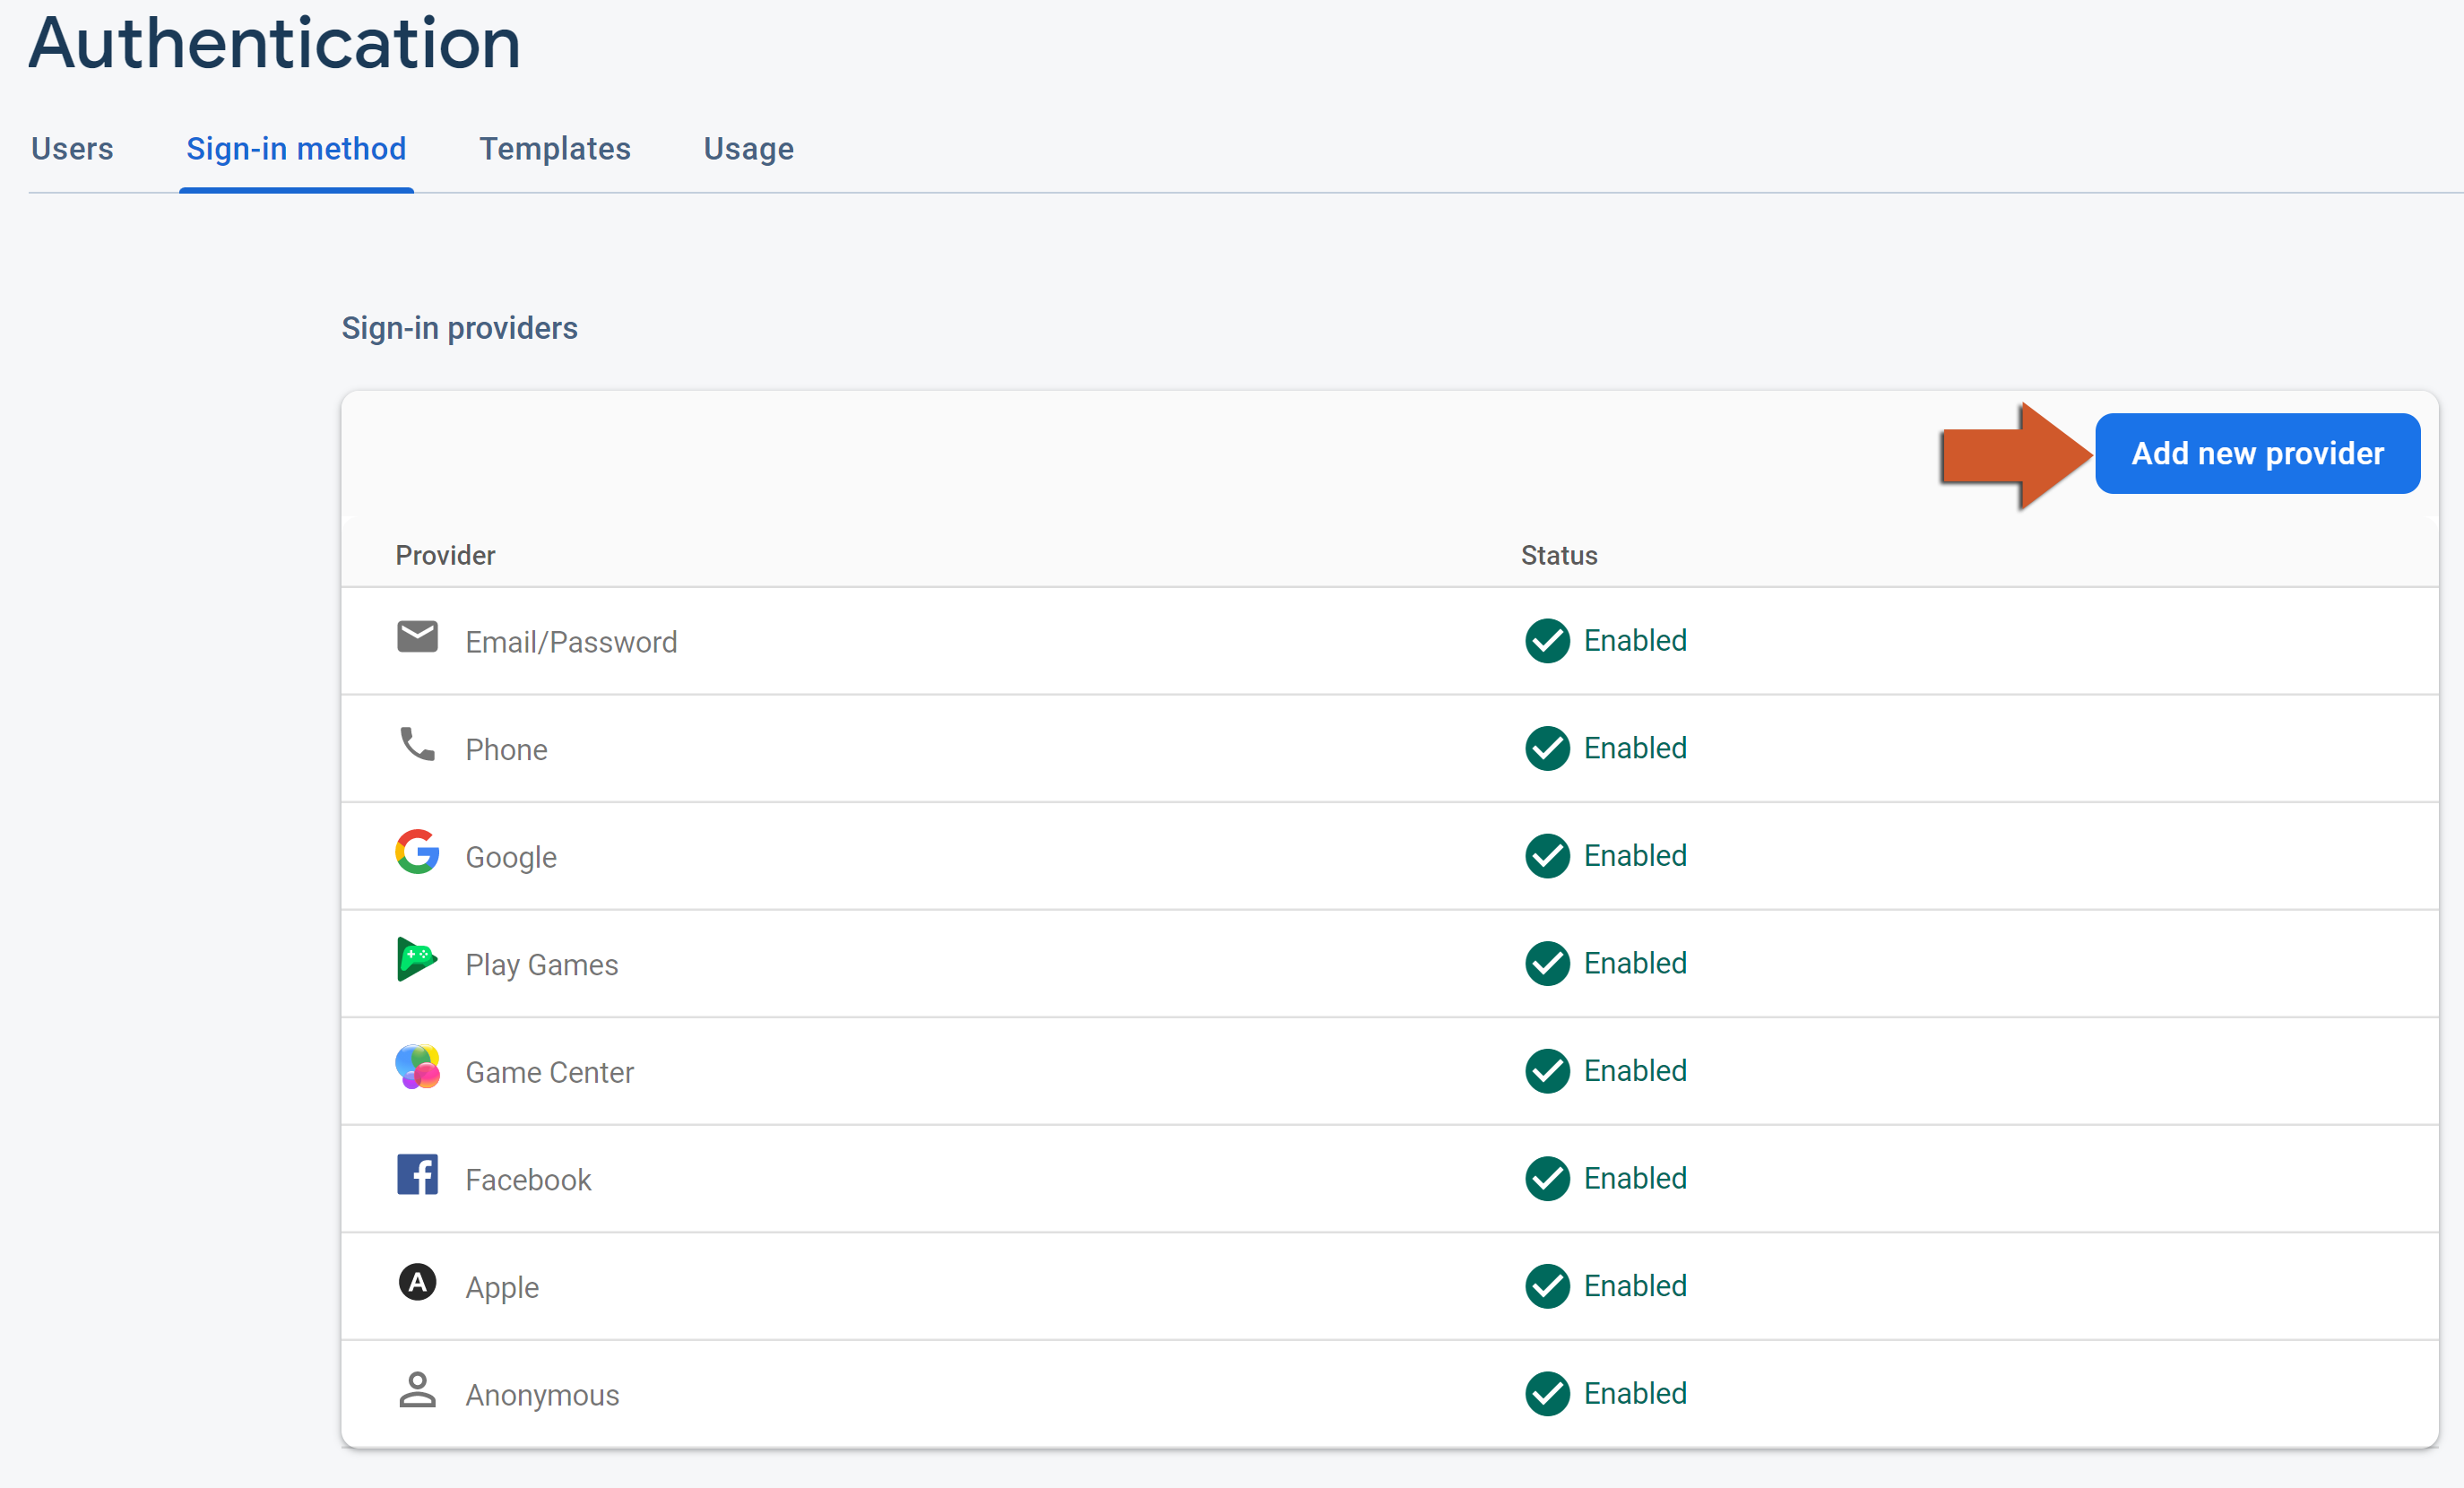 Authentication
Users Sign-in method Templates Usage
Sign-in providers
Add new provider
Provider Status
Email/Password Enabled
Phone Enabled
Google Enabled
Play Games Enabled
Game Center Enabled
Facebook Enabled
Apple Enabled
Anonymous Enabled